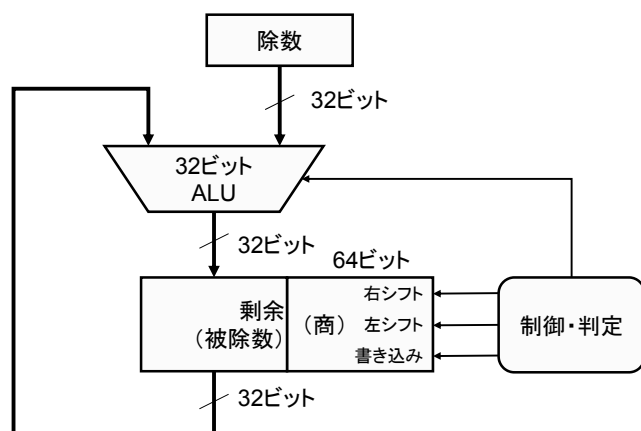 除数
32ビット
32ビット
ALU
32ビット
64ビット
剰余
(被除数)
(商)
右シフト
左シフト
書き込み
制御・判定
32ビット